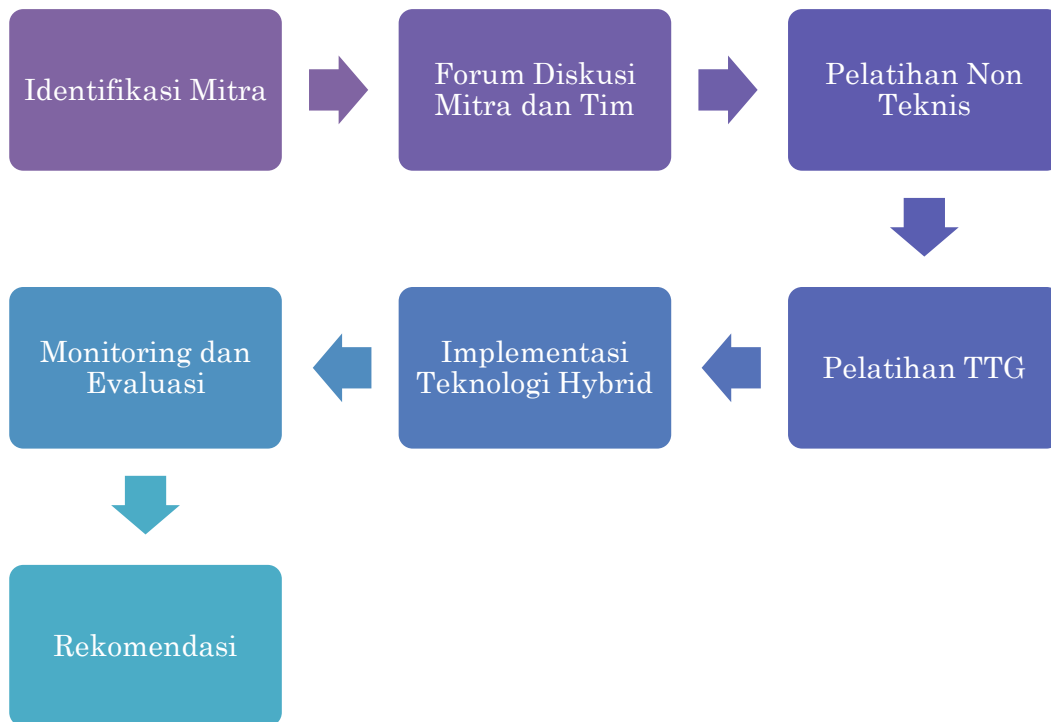 Identifikasi Mitra
Forum Diskusi
Mitra dan Tim
Pelatihan Non
Teknis
Pelatihan TTG
Implementasi
Teknologi Hybrid
Monitoring dan
Evaluasi
Rekomendasi